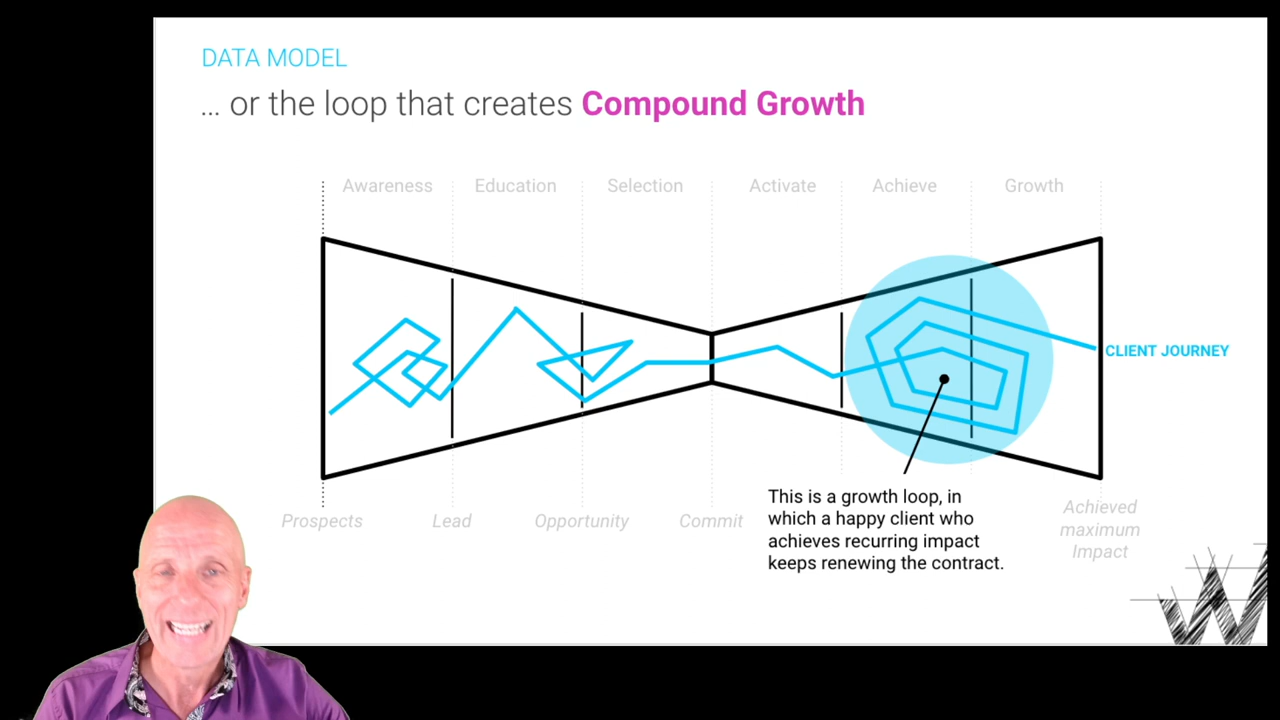 DATA MODEL
... or the loop that creates Compound Growth
Awareness Education Selection Activate Achieve Growth
CLIENT JOURNEY
This is a growth loop, in
which a happy client who
achieves recurring impact
keeps renewing the contract.
Prospects Lead Opportunity Commit
Achieved
maximum
Impact
W